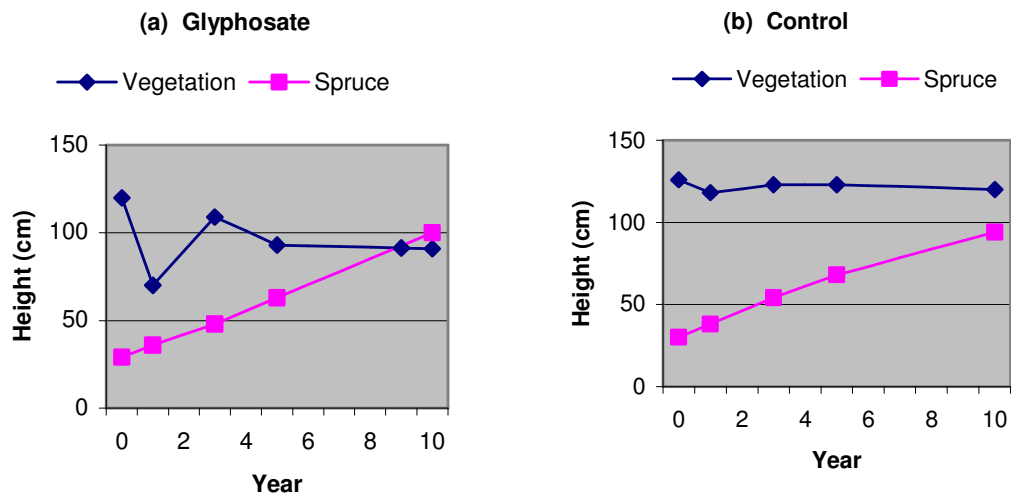 (a) Glyphosate
Vegetation Spruce
150
100
50
0
Height (cm)
0 2 4 6 8 10
Year
(b) Control
Vegetation Spruce
150
100
50
0
Height (cm)
0 2 4 6 8 10
Year